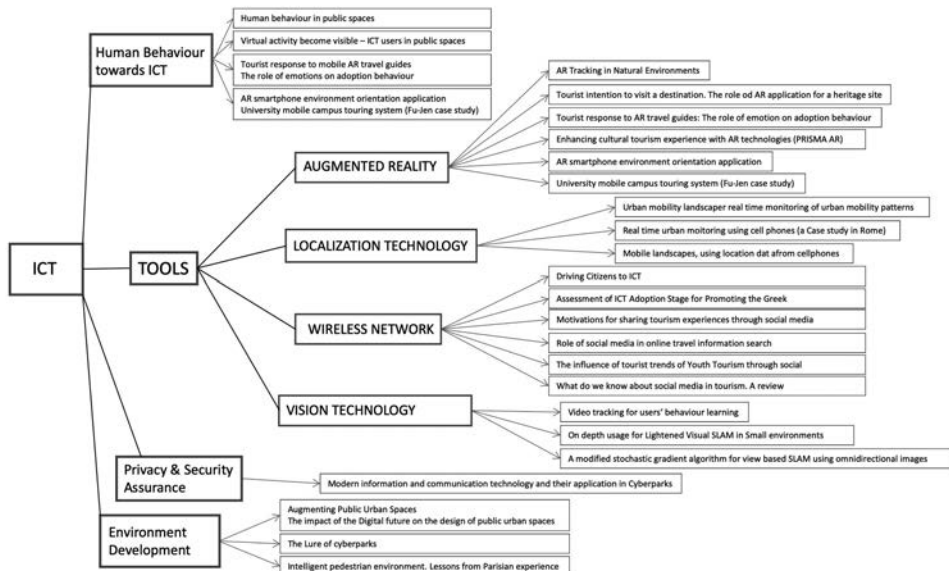 ICT
Human Behaviour
towards ICT
Human behaviour in public spaces
Virtual activity become visible – ICT users in public spaces
Tourist response to mobile AR travel guides
The role of emotions on adoption behaviour
AR smartphone environment orientation application
University mobile campus touring system (Fu-Jen case study)
TOOLS
AUGMENTED REALITY
AR Tracking in Natural Environments
Tourist intention to visit a destination. The role od AR application for a heritage site
Tourist response to AR travel guides: The role of emotion on adoption behaviour
Enhancing cultural tourism experience with AR technologies (PRISMA AR)
AR smartphone environment orientation application
University mobile campus touring system (Fu-Jen case study)
LOCALIZATION TECHNOLOGY
Urban mobility landscaper real time monitoring of urban mobility patterns
Real time urban moitoring using cell phones (a Case study in Rome)
Mobile landscapes, using location dat afrom cellphones
WIRELESS NETWORK
Driving Citizens to ICT
Assessment of ICT Adoption Stage for Promoting the Greek
Motivations for sharing tourism experiences through social media
Role of social media in online travel information search
The influence of tourist trends of Youth Tourism through social
What do we know about social media in tourism. A review
VISION TECHNOLOGY
Video tracking for users' behaviour learning
On depth usage for Lightened Visual SLAM in Small environments
A modified stochastic gradient algorithm for view based SLAM using omnidirectional images
Privacy & Security
Assurance
Modern information and communication technology and their application in Cyberparks
Environment
Development
Augmenting Public Urban Spaces
The impact of the Digital future on the design of public urban spaces
The Lure of cyberparks
Intelligent pedestrian environment. Lessons from Parisian experience